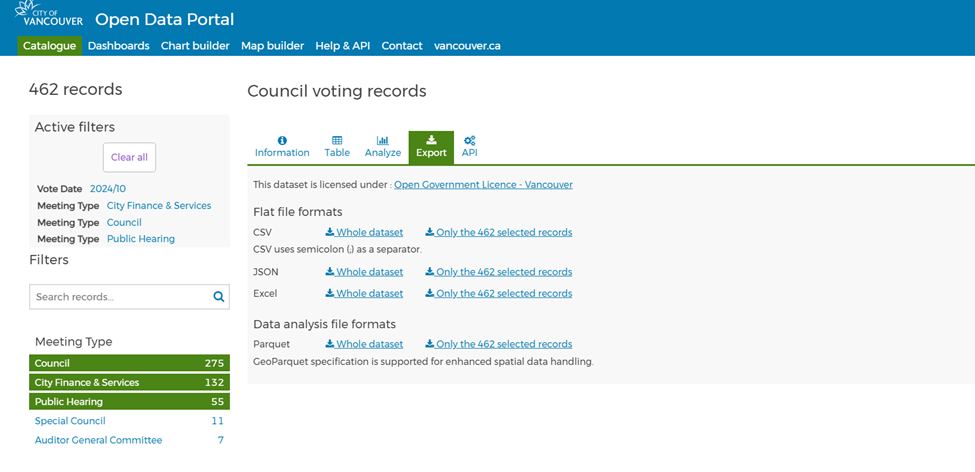 CITY OF
VANCOUVER
Open Data Portal
Catalogue Dashboards Chart builder Map builder Help & API Contact vancouver.ca
462 records
Active filters
Clear all
Vote Date 2024/10
Meeting Type City Finance & Services
Meeting Type Council
Meeting Type Public Hearing
Filters
Search records...
Meeting Type
Council 275
City Finance & Services 132
Public Hearing 55
Special Council 11
Auditor General Committee 7
Council voting records
Information Table Analyze Export API
This dataset is licensed under : Open Government Licence - Vancouver
Flat file formats
CSV Whole dataset Only the 462 selected records
CSV uses semicolon (;) as a separator.
JSON Whole dataset Only the 462 selected records
Excel Whole dataset Only the 462 selected records
Data analysis file formats
Parquet Whole dataset Only the 462 selected records
GeoParquet specification is supported for enhanced spatial data handling.